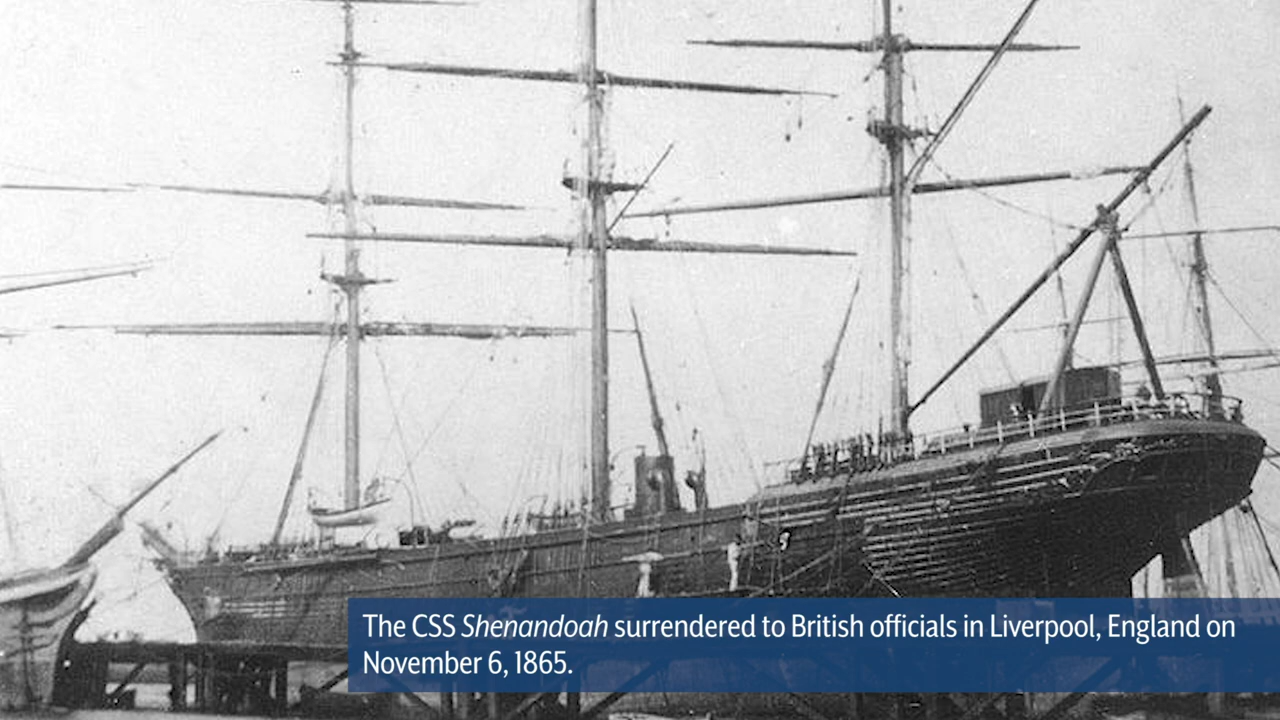 The CSS Shenandoah surrendered to British officials in Liverpool, England on
November 6, 1865.